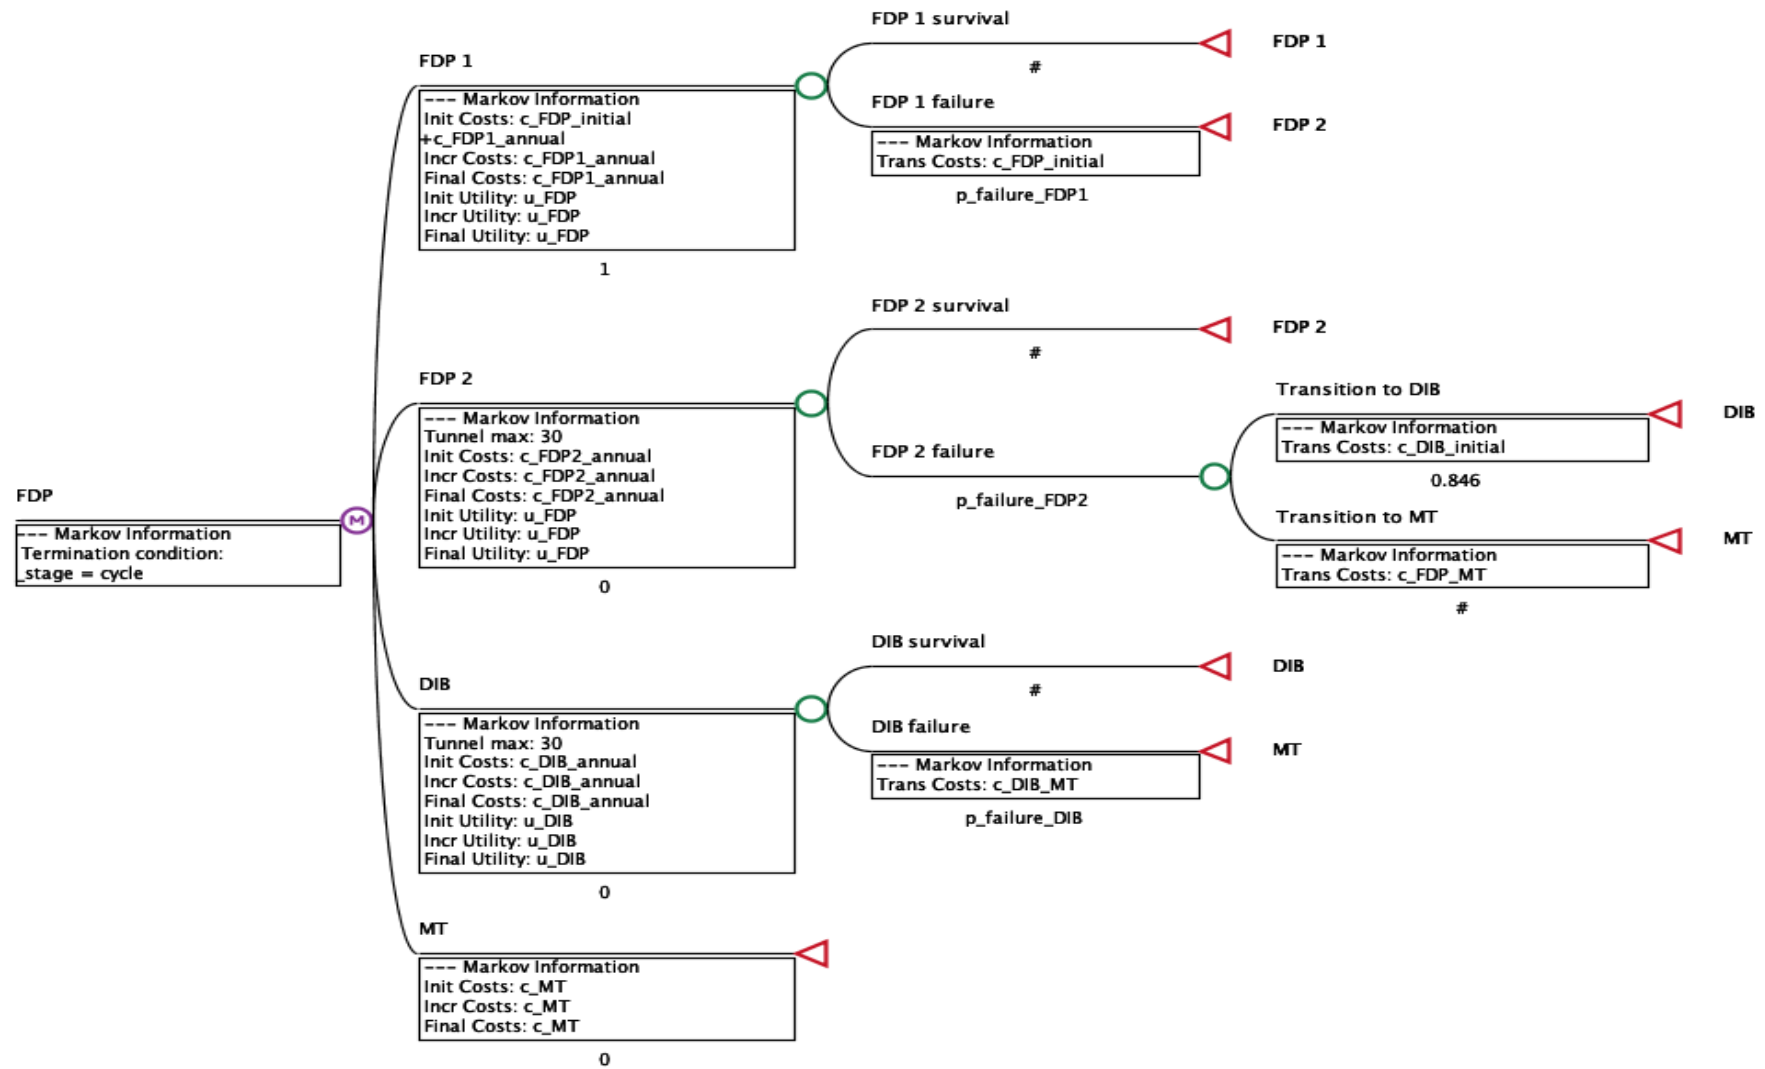 FDP
--- Markov Information
Termination condition:
_stage = cycle
M
FDP 1
--- Markov Information
Init Costs: c_FDP_initial
+c_FDP1_annual
Incr Costs: c_FDP1_annual
Final Costs: c_FDP1_annual
Init Utility: u_FDP
Incr Utility: u_FDP
Final Utility: u_FDP
1
FDP 1 survival
#
FDP 1
FDP 1 failure
--- Markov Information
Trans Costs: c_FDP_initial
p_failure_FDP1
FDP 2
FDP 2
--- Markov Information
Tunnel max: 30
Init Costs: c_FDP2_annual
Incr Costs: c_FDP2_annual
Final Costs: c_FDP2_annual
Init Utility: u_FDP
Incr Utility: u_FDP
Final Utility: u_FDP
0
FDP 2 survival
#
FDP 2
FDP 2 failure
p_failure_FDP2
Transition to DIB
--- Markov Information
Trans Costs: c_DIB_initial
0.846
DIB
Transition to MT
--- Markov Information
Trans Costs: c_FDP_MT
#
MT
DIB
--- Markov Information
Tunnel max: 30
Init Costs: c_DIB_annual
Incr Costs: c_DIB_annual
Final Costs: c_DIB_annual
Init Utility: u_DIB
Incr Utility: u_DIB
Final Utility: u_DIB
0
DIB survival
#
DIB
DIB failure
--- Markov Information
Trans Costs: c_DIB_MT
p_failure_DIB
MT
MT
--- Markov Information
Init Costs: c_MT
Incr Costs: c_MT
Final Costs: c_MT
0